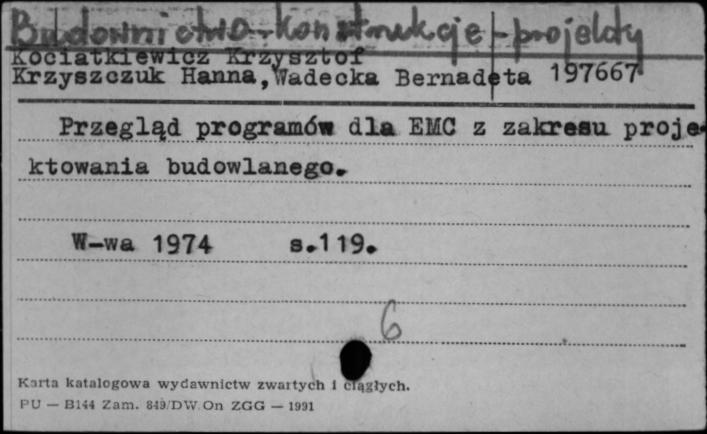 Budownictwo-konstrukcje-projekty
Kociatkiewicz Krzysztof
Krzyszczuk Hanna,Wadecka Bernadeta 197667
Przegląd programów dla EMC z zakresu proje-
ktowania budowlanego.
W-wa 1974 s.119.
6
Karta katalogowa wydawnictw zwartych i ciągłych.
PU — B144 Zam. 849/DW/On ZGG — 1991